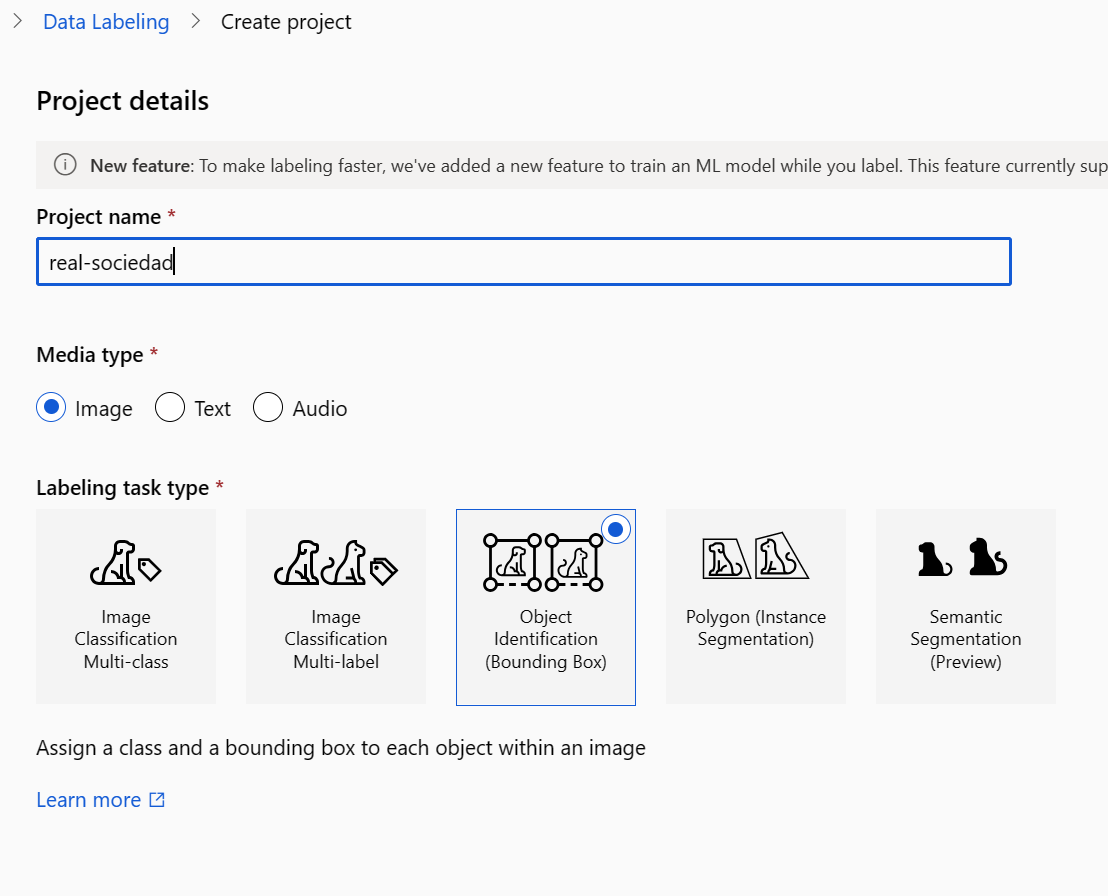 Data Labeling > Create project
Project details
New feature: To make labeling faster, we've added a new feature to train an ML model while you label. This feature currently sup
Project name *
real-sociedad
Media type *
Image Text Audio
Labeling task type *
Image Classification Multi-class
Image Classification Multi-label
Object Identification (Bounding Box)
Polygon (Instance Segmentation)
Semantic Segmentation (Preview)
Assign a class and a bounding box to each object within an image
Learn more